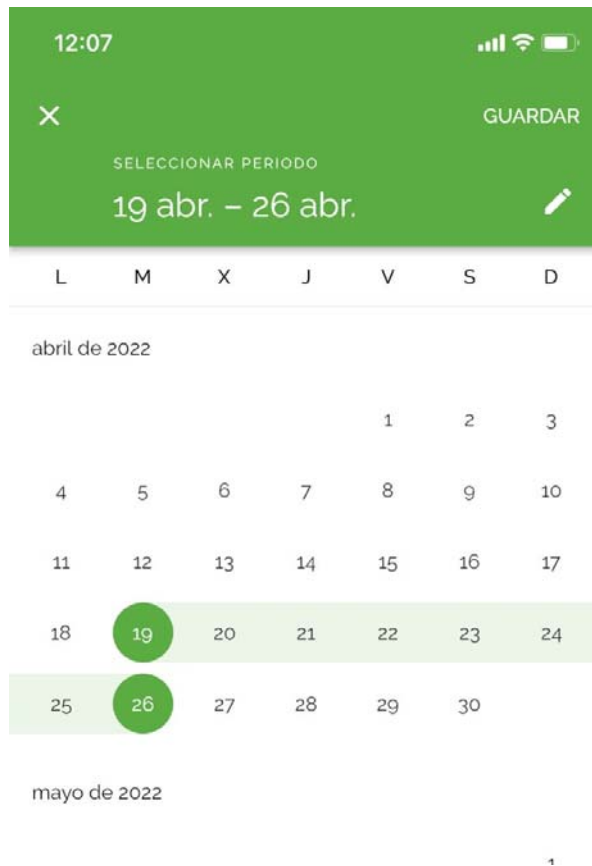 12:07
GUARDAR
SELECCIONAR PERIODO
19 abr. – 26 abr.
L M X J V S D
abril de 2022
1 2 3
4 5 6 7 8 9 10
11 12 13 14 15 16 17
18 19 20 21 22 23 24
25 26 27 28 29 30
mayo de 2022
1